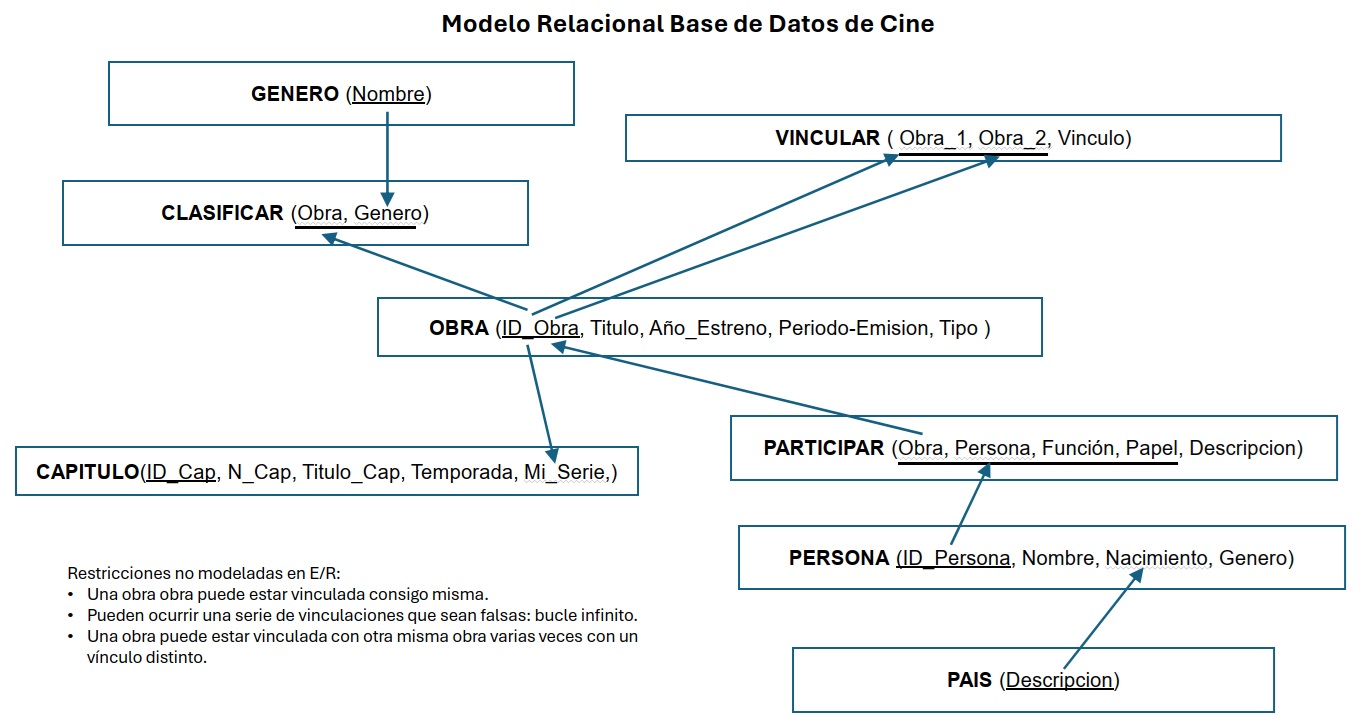 Modelo Relacional Base de Datos de Cine
GENERO (Nombre)
VINCULAR ( Obra_1, Obra_2, Vinculo)
CLASIFICAR (Obra, Genero)
OBRA (ID_Obra, Titulo, Año_Estreno, Periodo-Emision, Tipo )
PARTICIPAR (Obra, Persona, Función, Papel, Descripcion)
CAPITULO(ID_Cap, N_Cap, Titulo_Cap, Temporada, Mi_Serie,)
PERSONA (ID_Persona, Nombre, Nacimiento, Genero)
Restricciones no modeladas en E/R:
• Una obra obra puede estar vinculada consigo misma.
• Pueden ocurrir una serie de vinculaciones que sean falsas: bucle infinito.
• Una obra puede estar vinculada con otra misma obra varias veces con un
vínculo distinto.
PAIS (Descripcion)